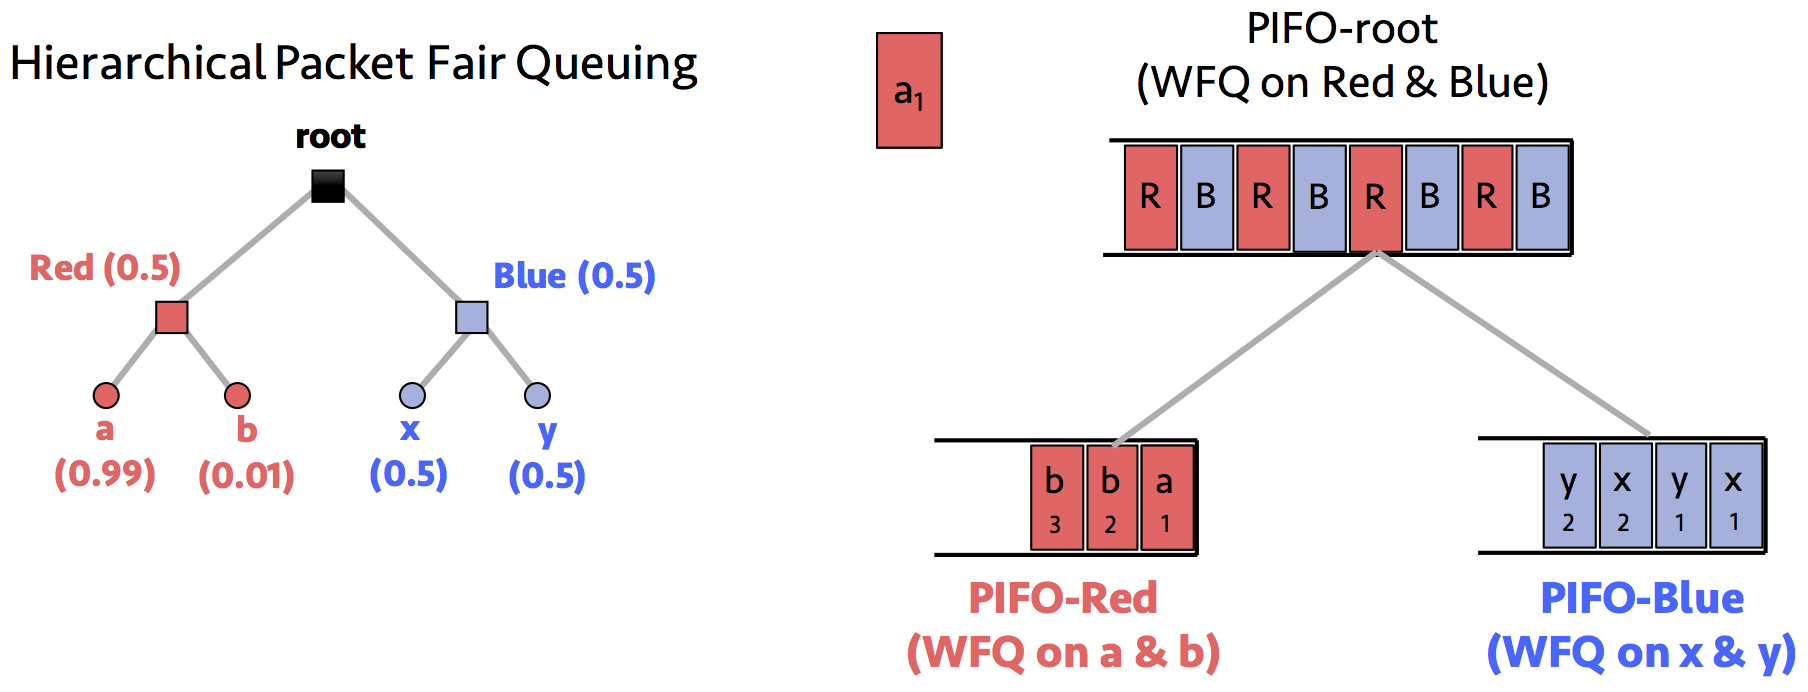 Hierarchical Packet Fair Queuing
root
Red (0.5)
Blue (0.5)
a
b
x
y
(0.99)
(0.01)
(0.5)
(0.5)
a1
PIFO-root
(WFQ on Red & Blue)
R B R B R B R B
b b a
3 2 1
PIFO-Red
(WFQ on a & b)
y x y x
2 2 1 1
PIFO-Blue
(WFQ on x & y)